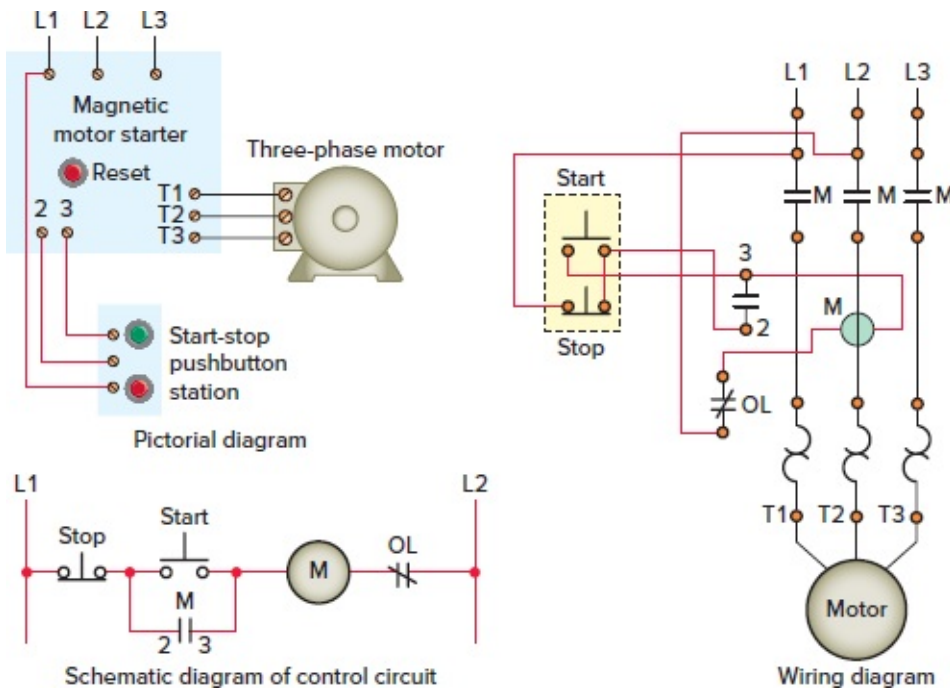 L1 L2 L3
Magnetic
motor starter
Reset
2 3
T1
T2
T3
Three-phase motor
Start-stop
pushbutton
station
Pictorial diagram
L1 L2 L3
M M M
Start
Stop
3
2
M
OL
T1 T2 T3
Motor
Wiring diagram
L1 L2
Stop
Start
M
OL
M
2 3
Schematic diagram of control circuit